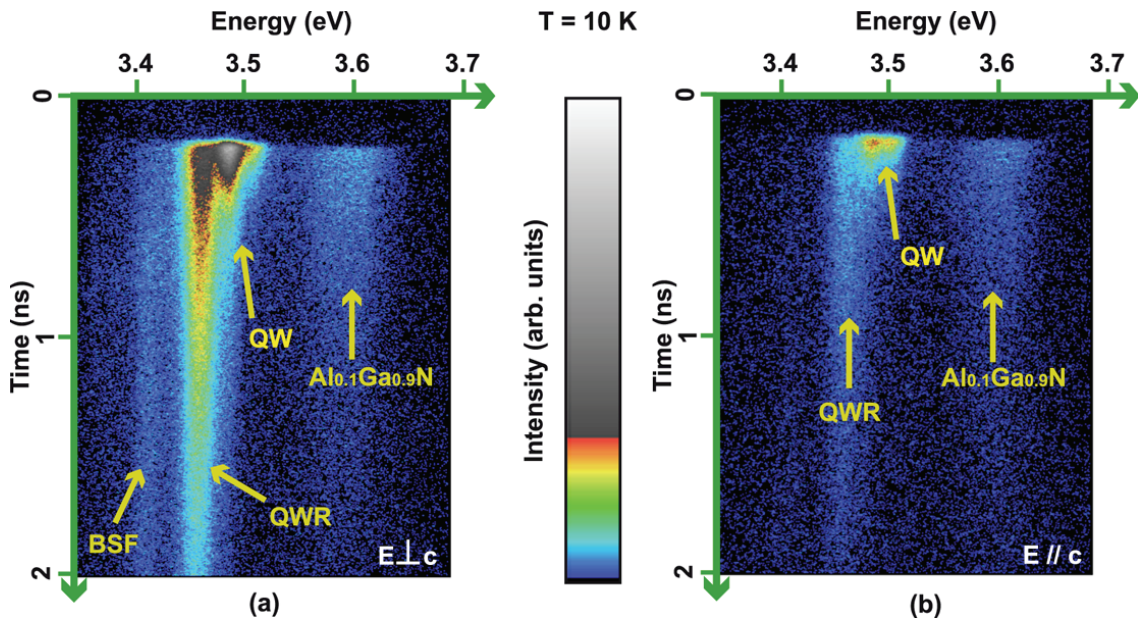 Energy (eV)
T = 10 K
Energy (eV)
3.4 3.5 3.6 3.7
3.4 3.5 3.6 3.7
0
1
2
Time (ns)
QW
Al0.1Ga0.9N
BSF
QWR
E⊥c
(a)
Intensity (arb. units)
0
1
2
Time (ns)
QW
Al0.1Ga0.9N
QWR
E // c
(b)